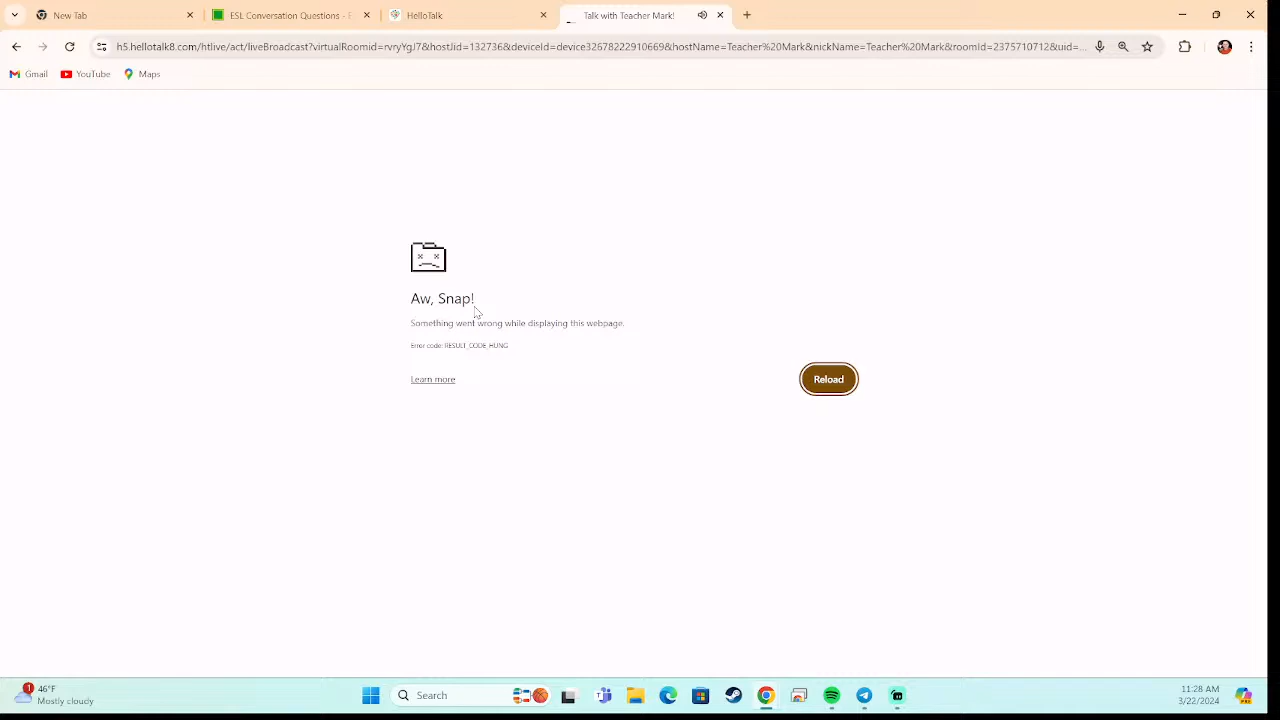 New Tab
ESL Conversation Questions - E
HelloTalk
Talk with Teacher Mark!
h5.hellotalk8.com/htlive/act/liveBroadcast?virtualRoomid=rvryYgJ7&hostId=132736&deviceId=device32678222910669&hostName=Teacher%20Mark&nickName=Teacher%20Mark&roomId=2375710712&uid=...
Gmail
YouTube
Maps
Aw, Snap!
Something went wrong while displaying this webpage.
Error code: RESULT_CODE_HUNG
Learn more
Reload
1
46°F
Mostly cloudy
Search
11:28 AM
3/22/2024